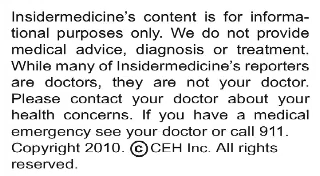 Insidermedicine's content is for informa-
tional purposes only. We do not provide
medical advice, diagnosis or treatment.
While many of Insidermedicine's reporters
are doctors, they are not your doctor.
Please contact your doctor about your
health concerns. If you have a medical
emergency see your doctor or call 911.
Copyright 2010. ©CEH Inc. All rights
reserved.